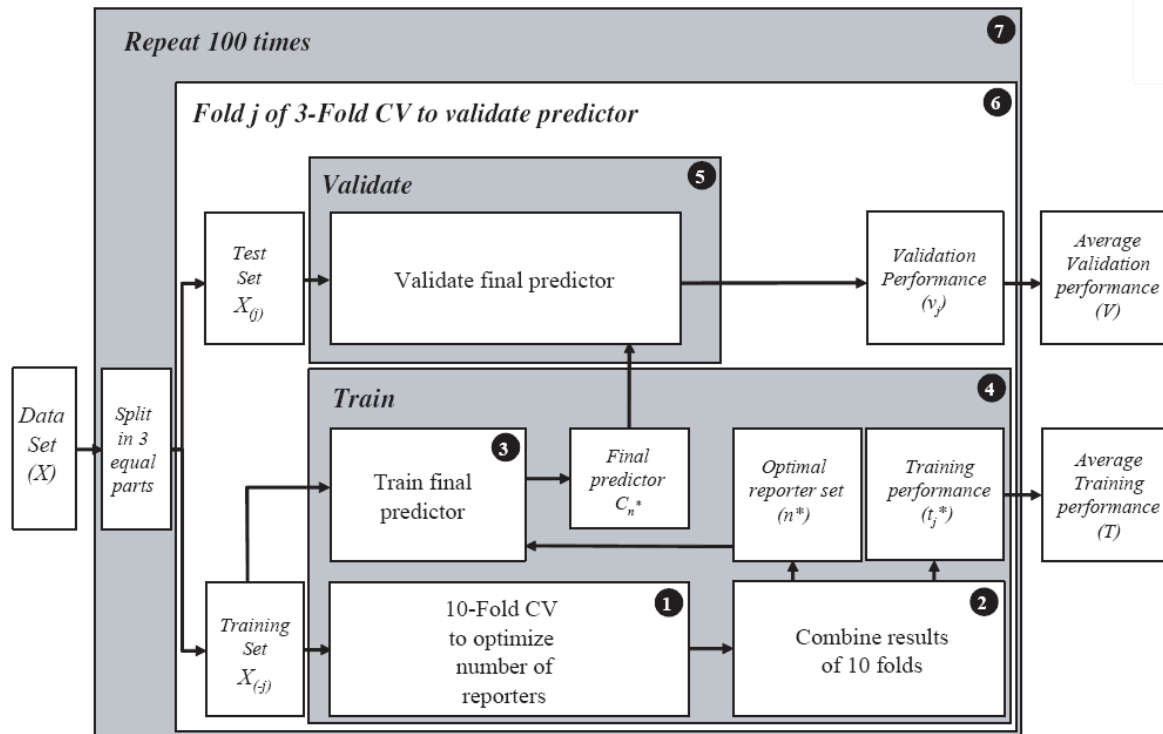 Repeat 100 times
7
Fold j of 3-Fold CV to validate predictor
6
Validate
5
Test
Set
X(j)
Validate final predictor
Validation
Performance
(vj)
Average
Validation
performance
(V)
Data
Set
(X)
Split
in 3
equal
parts
Train
4
3
Train final
predictor
Final
predictor
Cn*
Optimal
reporter set
(n*)
Training
performance
(tj*)
Average
Training
performance
(T)
Training
Set
X(-j)
1
10-Fold CV
to optimize
number of
reporters
2
Combine results
of 10 folds